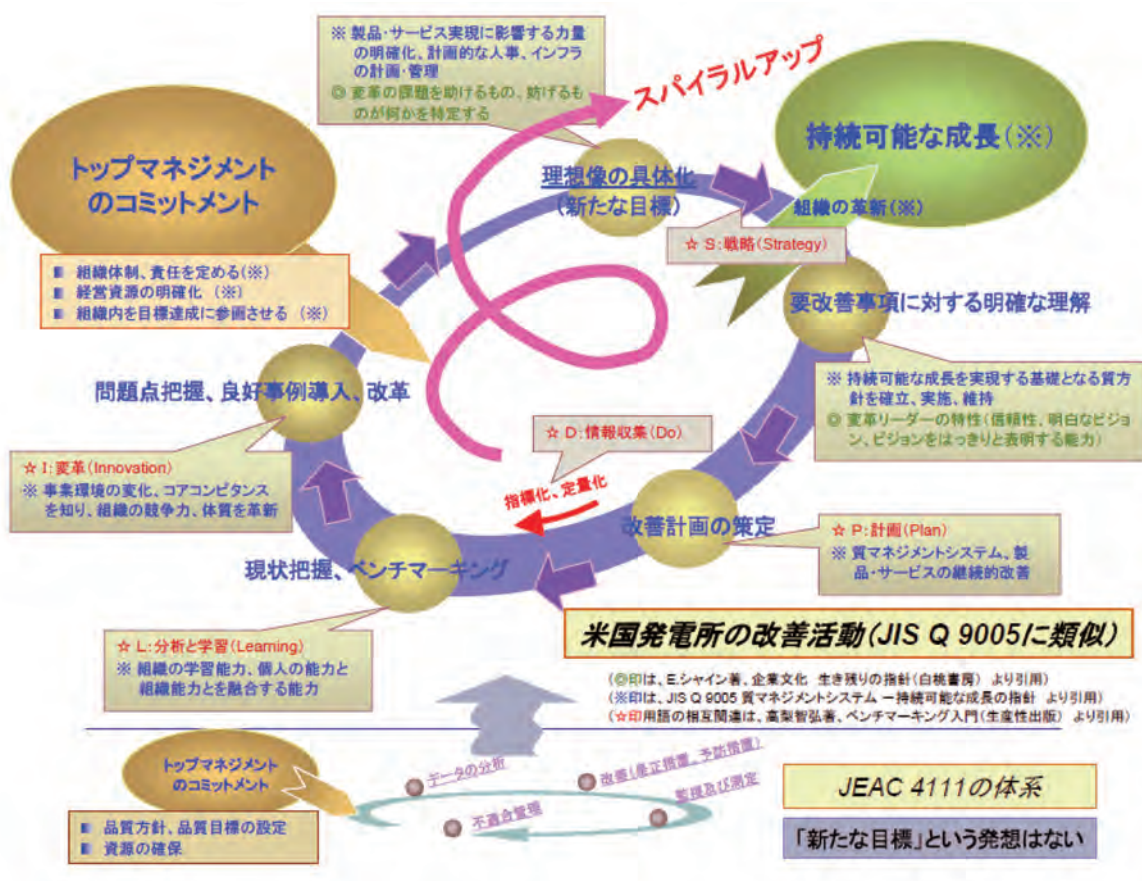 ※ 製品・サービス実現に影響する力量
の明確化、計画的な人事、インフラ
の計画・管理
◎ 変革の課題を助けるもの、妨げるも
のが何かを特定する
スパイラルアップ
持続可能な成長(※)
トップマネジメント
のコミットメント
理想像の具体化
(新たな目標)
組織の革新(※)
☆ S:戦略(Strategy)
組織体制、責任を定める(※)
経営資源の明確化 (※)
組織内を目標達成に参画させる (※)
要改善事項に対する明確な理解
問題点把握、良好事例導入、改革
※ 持続可能な成長を実現する基礎となる質方
針を確立、実施、維持
◎ 変革リーダーの特性(信頼性、明白なビジョ
ン、ビジョンをはっきりと表明する能力)
☆ D:情報収集(Do)
☆ I:変革(Innovation)
※ 事業環境の変化、コアコンピタンス
を知り、組織の競争力、体質を革新
指標化、定量化
改善計画の策定
☆ P:計画(Plan)
※ 質マネジメントシステム、製
品・サービスの継続的改善
現状把握、ベンチマーキング
☆ L:分析と学習(Learning)
※ 組織の学習能力、個人の能力と
組織能力とを融合する能力
米国発電所の改善活動(JIS Q 9005に類似)
(◎印は、E.シャイン著、企業文化 生き残りの指針(白桃書房) より引用)
(※印は、JIS Q 9005 質マネジメントシステム ー持続可能な成長の指針 より引用)
(☆印用語の相互関連は、高梨智弘著、ベンチマーキング入門(生産性出版) より引用)
トップマネジメント
のコミットメント
データの分析
改善(是正措置、予防措置)
監視及び測定
不適合管理
品質方針、品質目標の設定
資源の確保
JEAC 4111の体系
「新たな目標」という発想はない